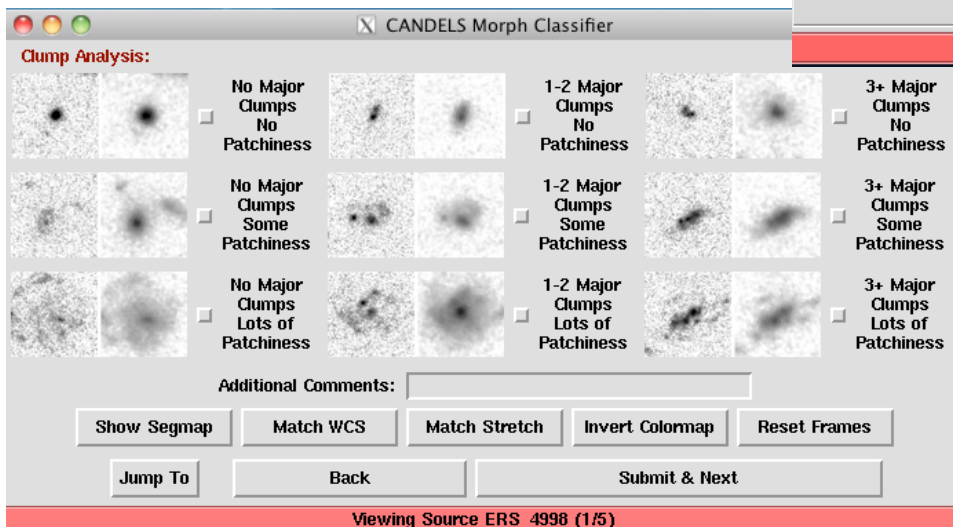 X CANDELS Morph Classifier
Clump Analysis:
No Major
Clumps
No
Patchiness
1-2 Major
Clumps
No
Patchiness
3+ Major
Clumps
No
Patchiness
No Major
Clumps
Some
Patchiness
1-2 Major
Clumps
Some
Patchiness
3+ Major
Clumps
Some
Patchiness
No Major
Clumps
Lots of
Patchiness
1-2 Major
Clumps
Lots of
Patchiness
3+ Major
Clumps
Lots of
Patchiness
Additional Comments:
Show Segmap Match WCS Match Stretch Invert Colormap Reset Frames
Jump To Back Submit & Next
Viewing Source ERS 4998 (1/5)